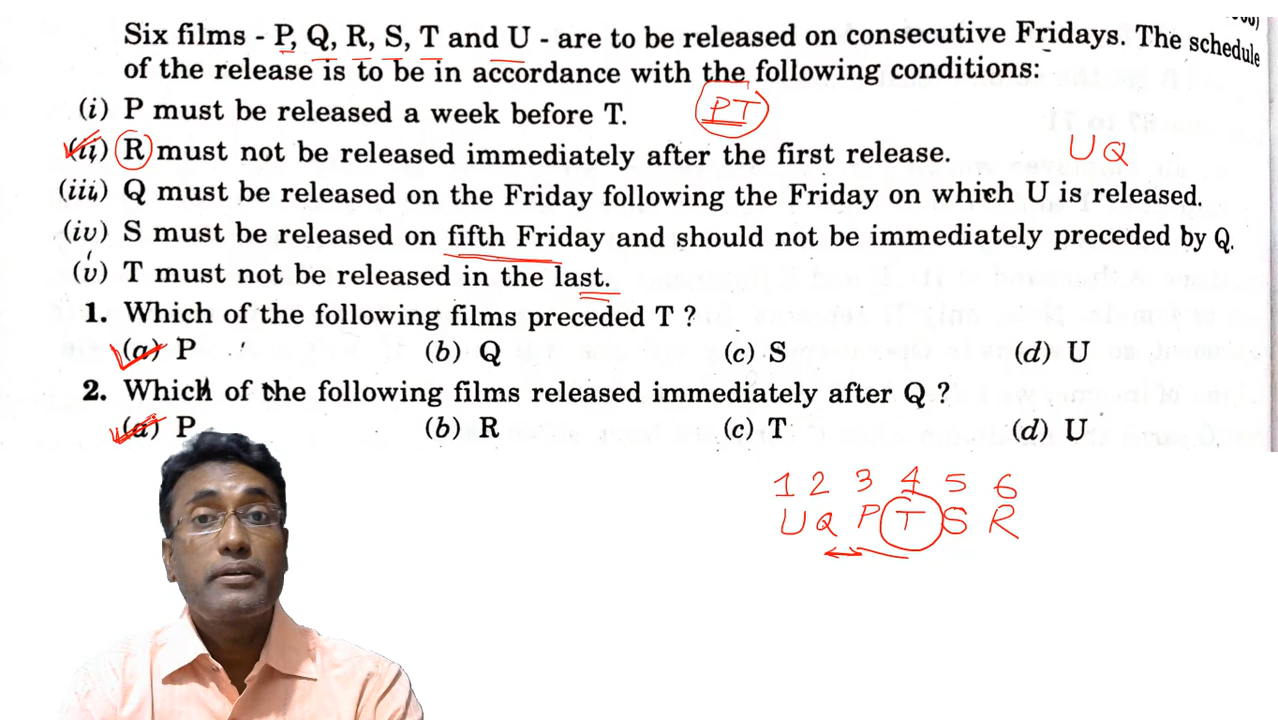 Six films - P, Q, R, S, T and U - are to be released on consecutive Fridays. The schedule
of the release is to be in accordance with the following conditions:
(i) P must be released a week before T.
PT
(ii) R must not be released immediately after the first release.
U Q
(iii) Q must be released on the Friday following the Friday on which U is released.
(iv) S must be released on fifth Friday and should not be immediately preceded by Q.
(v) T must not be released in the last.
1. Which of the following films preceded T ?
(a) P (b) Q (c) S (d) U
2. Which of the following films released immediately after Q ?
(a) P (b) R (c) T (d) U
1 2 3 4 5 6
U Q P T S R